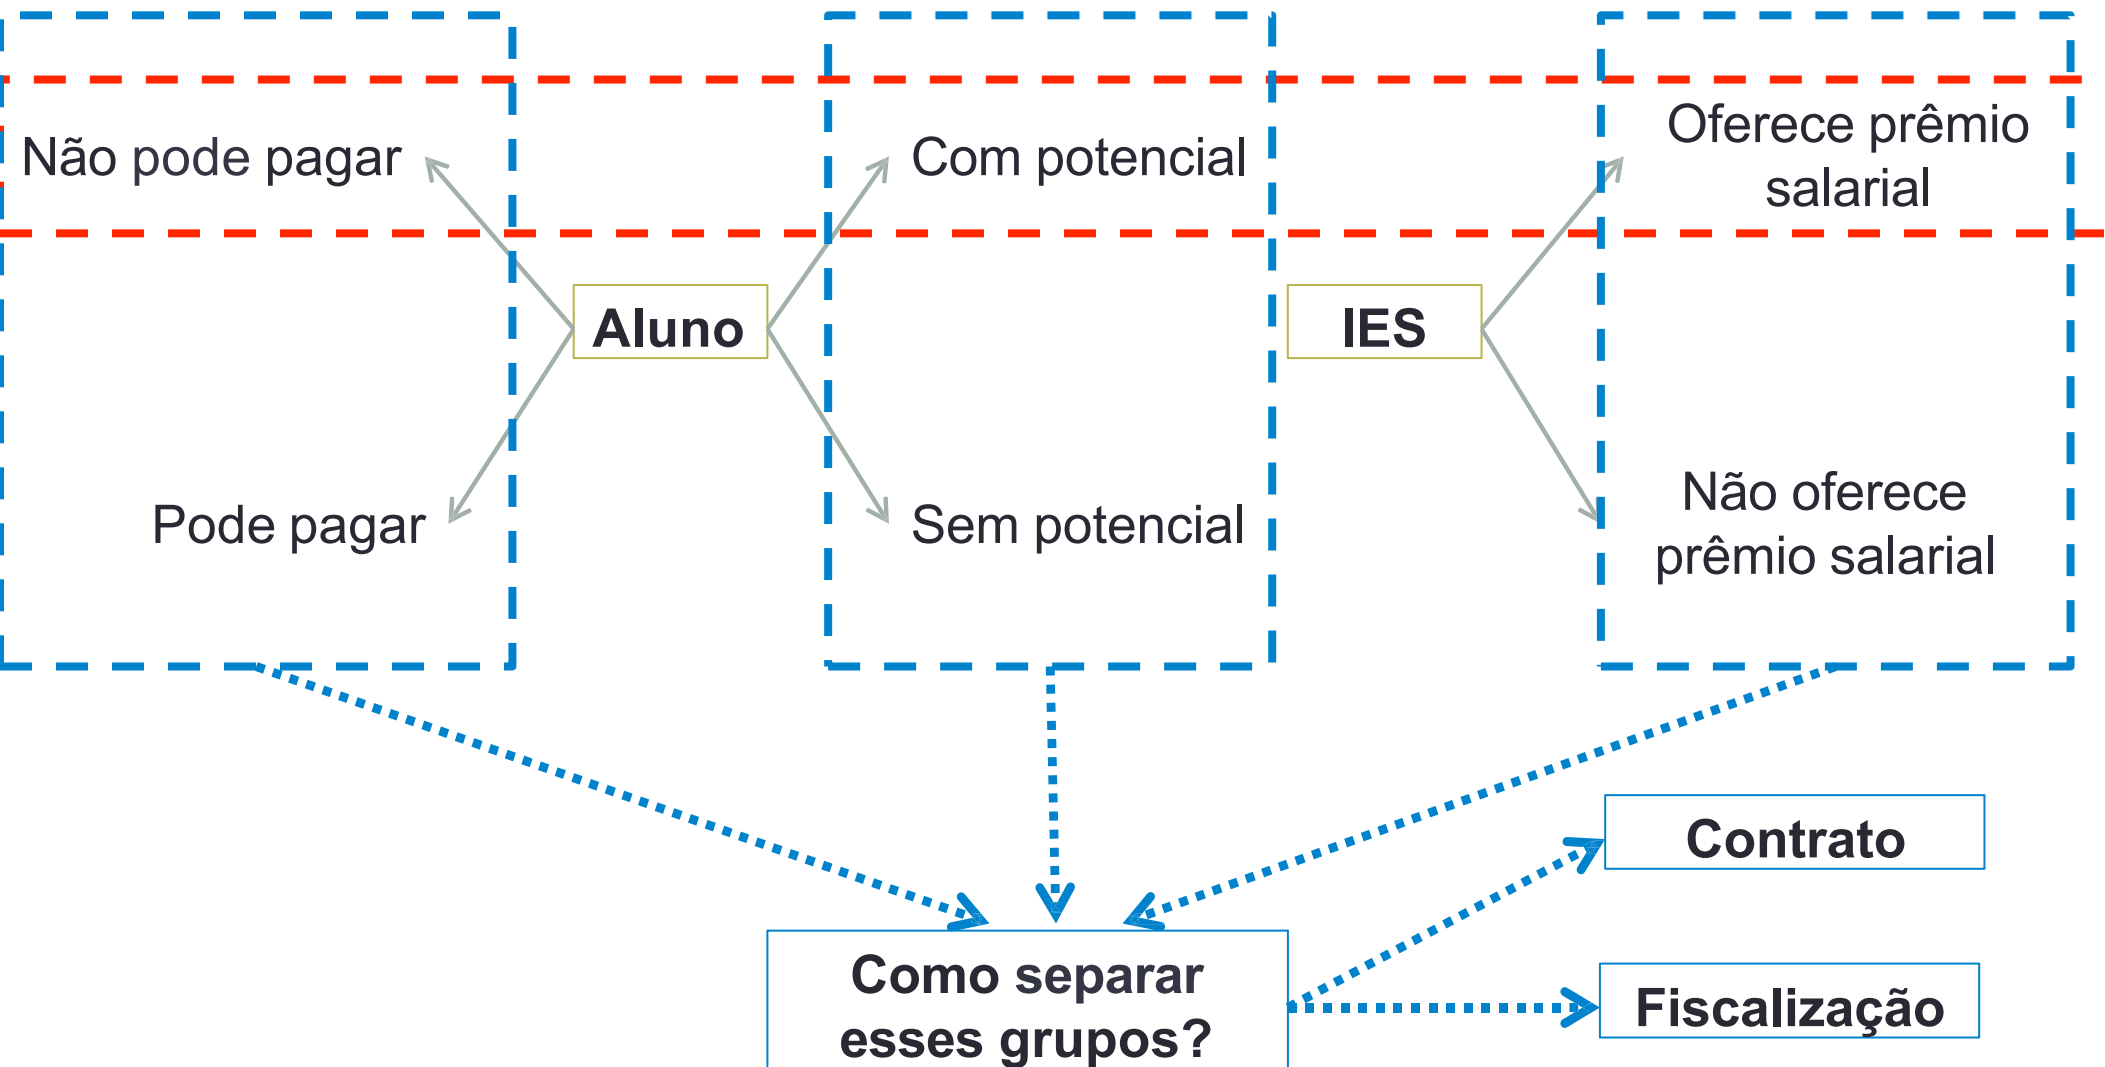 Não pode pagar
Com potencial
Oferece prêmio
salarial
Aluno
IES
Pode pagar
Sem potencial
Não oferece
prêmio salarial
Contrato
Como separar
esses grupos?
Fiscalização